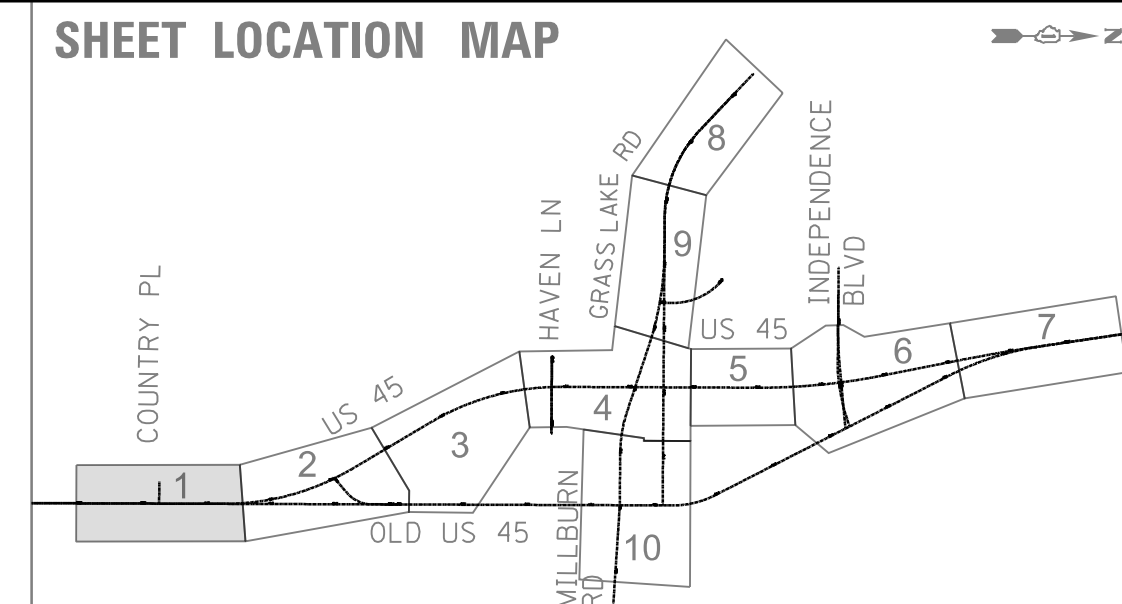 SHEET LOCATION MAP
N
8
GRASS LAKE RD
INDEPENDENCE
BLVD
9
HAVEN LN
COUNTRY PL
US 45
7
6
5
US 45
4
3
2
1
OLD US 45
MILLBURN
RD
10